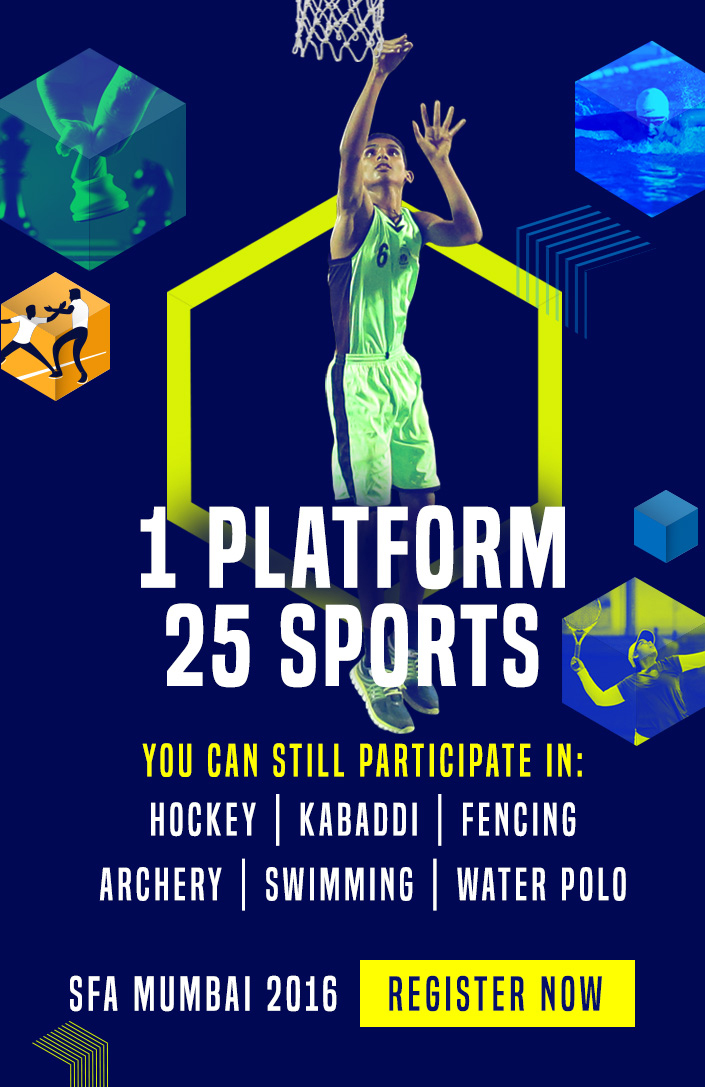 6
1 PLATFORM
25 SPORTS
YOU CAN STILL PARTICIPATE IN:
HOCKEY | KABADDI | FENCING
ARCHERY | SWIMMING | WATER POLO
SFA MUMBAI 2016 REGISTER NOW